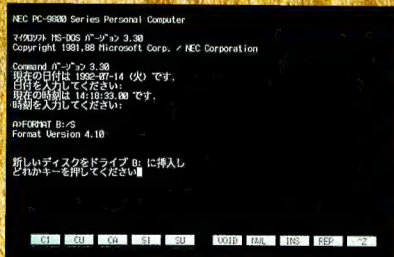 NEC PC-9800 Series Personal Computer
マイクロソフト MS-DOS バージョン 3.30
Copyright 1981,88 Microsoft Corp. / NEC Corporation
Command バージョン 3.30
現在の日付は 1992-07-14 (火) です.
日付を入力してください:
現在の時刻は 14:18:33.00 です.
時刻を入力してください:
A>FORMAT B:/S
Format Version 4.10
新しいディスクをドライブ B: に挿入し
どれかキーを押してください
C1 CU CA S1 SU VOID NWL INS REP ^Z